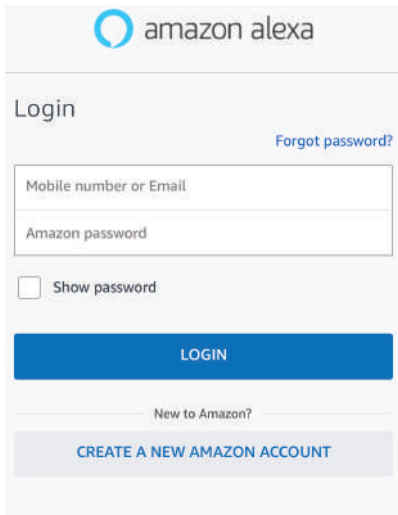 amazon alexa
Login
Forgot password?
Mobile number or Email
Amazon password
Show password
LOGIN
New to Amazon?
CREATE A NEW AMAZON ACCOUNT